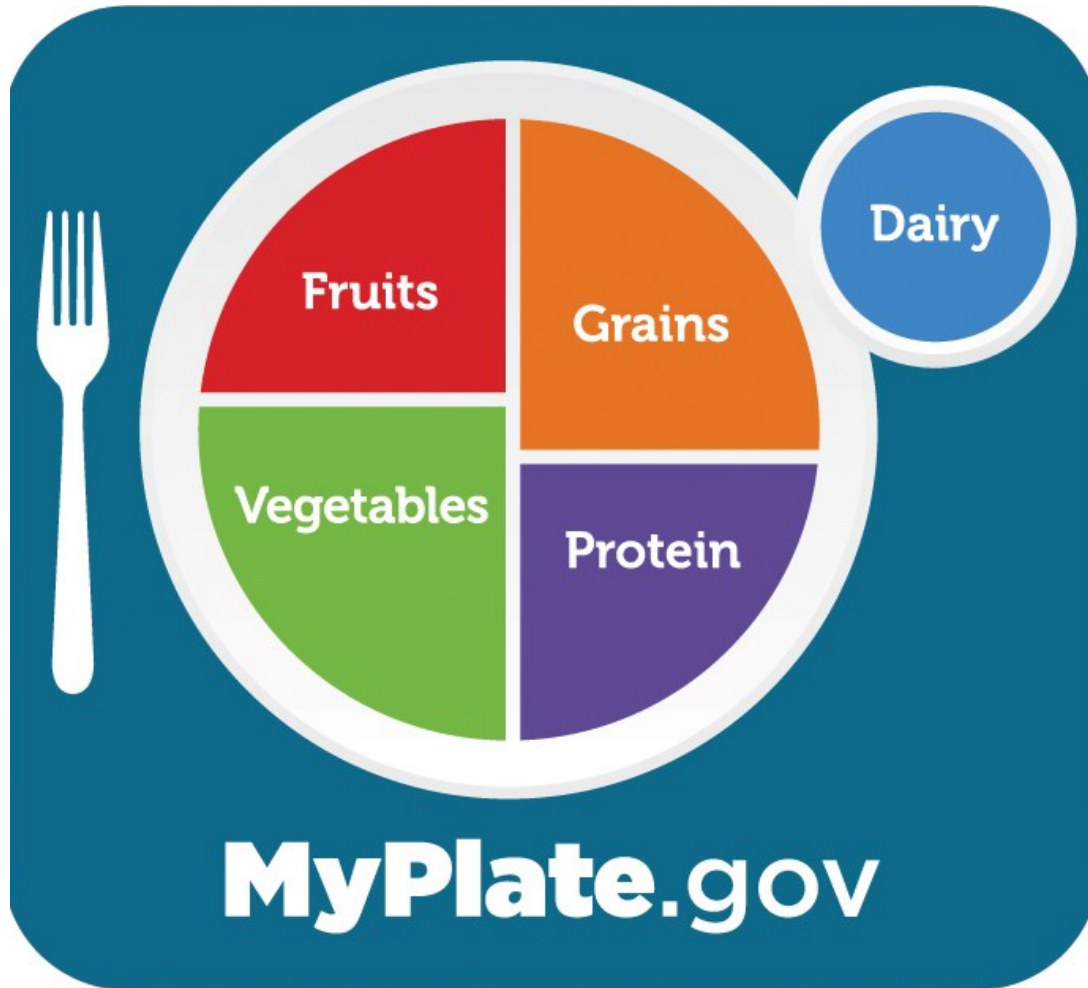 Fruits
Grains
Dairy
Vegetables
Protein
MyPlate.gov